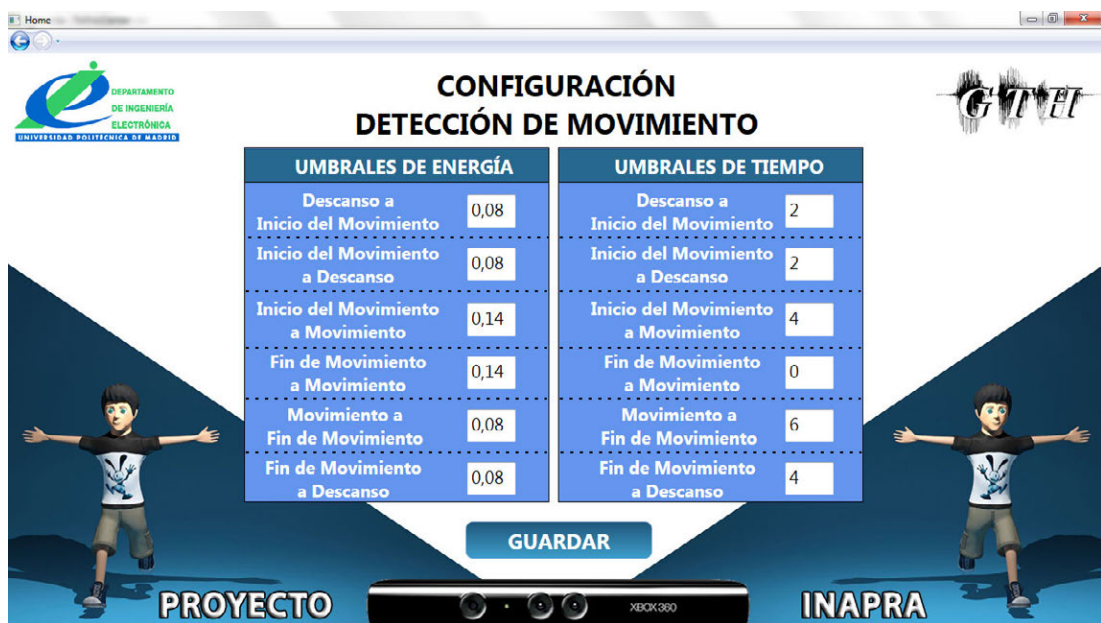 Home
DEPARTAMENTO
DE INGENIERÍA
ELECTRÓNICA
UNIVERSIDAD POLITÉCNICA DE MADRID
CONFIGURACIÓN
DETECCIÓN DE MOVIMIENTO
GTH
UMBRALES DE ENERGÍA
Descanso a
Inicio del Movimiento
0,08
Inicio del Movimiento
a Descanso
0,08
Inicio del Movimiento
a Movimiento
0,14
Fin de Movimiento
a Movimiento
0,14
Movimiento a
Fin de Movimiento
0,08
Fin de Movimiento
a Descanso
0,08
UMBRALES DE TIEMPO
Descanso a
Inicio del Movimiento
2
Inicio del Movimiento
a Descanso
2
Inicio del Movimiento
a Movimiento
4
Fin de Movimiento
a Movimiento
0
Movimiento a
Fin de Movimiento
6
Fin de Movimiento
a Descanso
4
GUARDAR
PROYECTO
XBOX 360
INAPRA